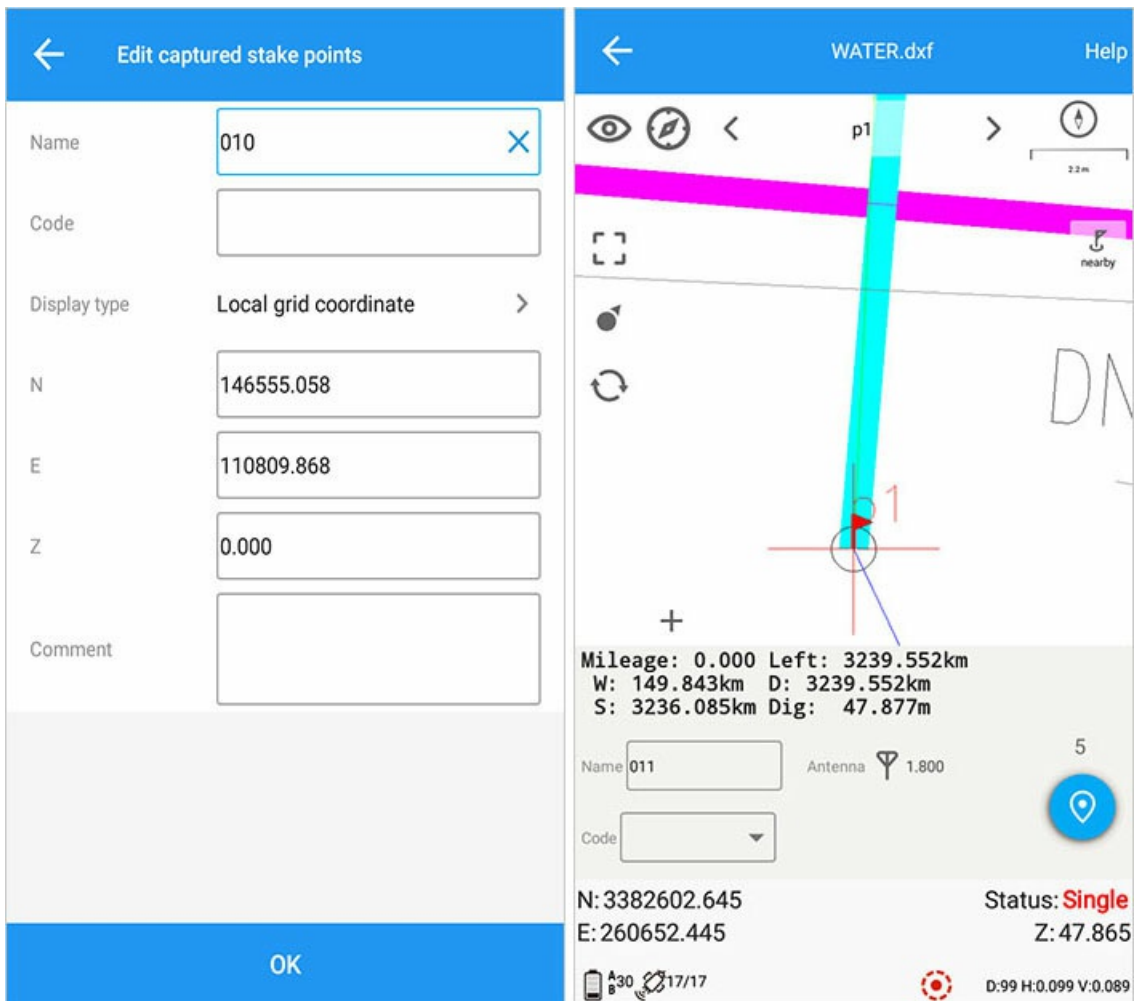 Edit captured stake points
Name 010
Code
Display type Local grid coordinate
N 146555.058
E 110809.868
Z 0.000
Comment
OK
WATER.dxf Help
p1
2.2 m
nearby
DN
1
Mileage: 0.000 Left: 3239.552km
W: 149.843km D: 3239.552km
S: 3236.085km Dig: 47.877m
5
Name 011 Antenna 1.800
Code
N: 3382602.645 Status: Single
E: 260652.445 Z: 47.865
A B 30 17/17 D:99 H:0.099 V:0.089